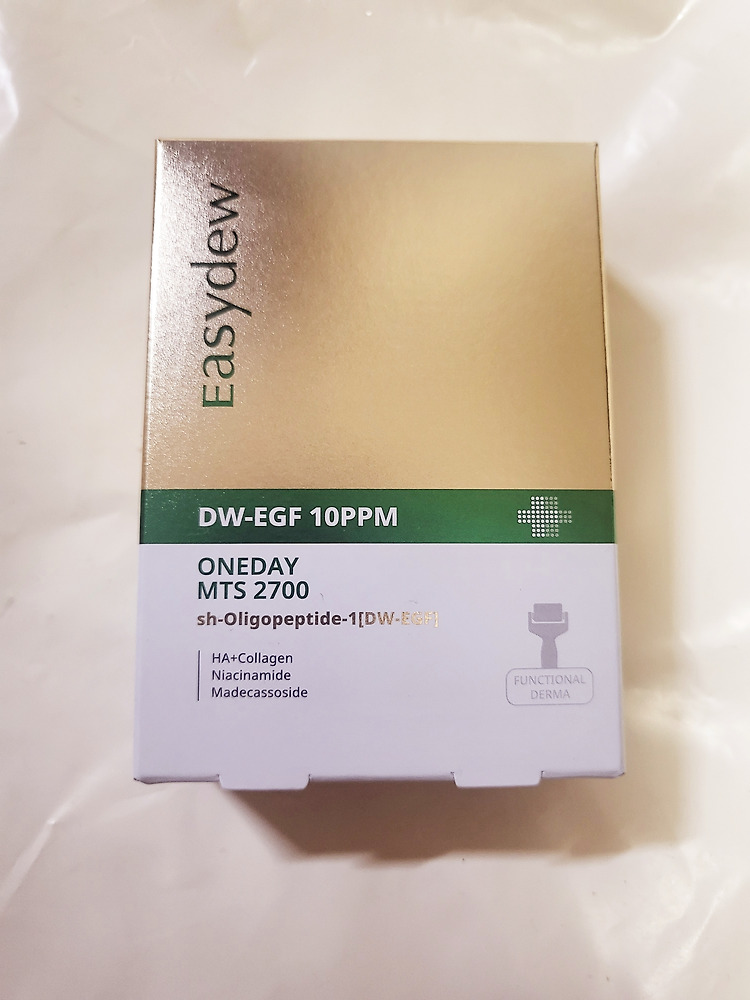 Easydew
DW-EGF 10PPM
ONEDAY
MTS 2700
sh-Oligopeptide-1[DW-EGF]
HA+Collagen
Niacinamide
Madecassoside
FUNCTIONAL
DERMA